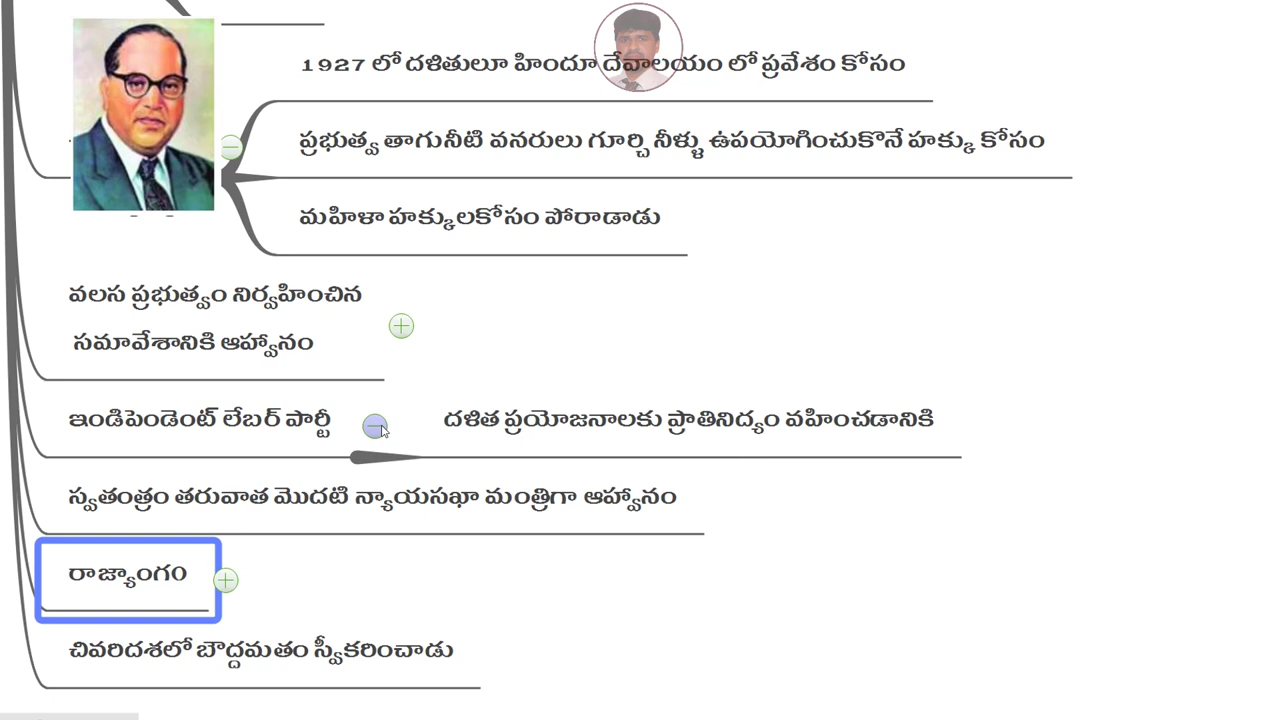 1927 లో దళితులూ హిందూ దేవాలయం లో ప్రవేశం కోసం
ప్రభుత్వ తాగునీటి వనరులు గూర్చి నీళ్ళు ఉపయోగించుకొనే హక్కు కోసం
మహిళా హక్కులకోసం పోరాడాడు
వలస ప్రభుత్వం నిర్వహించిన
సమావేశానికి ఆహ్వానం
ఇండిపెండెంట్ లేబర్ పార్టీ
దళిత ప్రయోజనాలకు ప్రాతినిద్యం వహించడానికి
స్వతంత్రం తరువాత మొదటి న్యాయసఖా మంత్రిగా ఆహ్వానం
రాజ్యాంగ౦
చివరిదశలో బౌద్దమతం స్వీకరించాడు